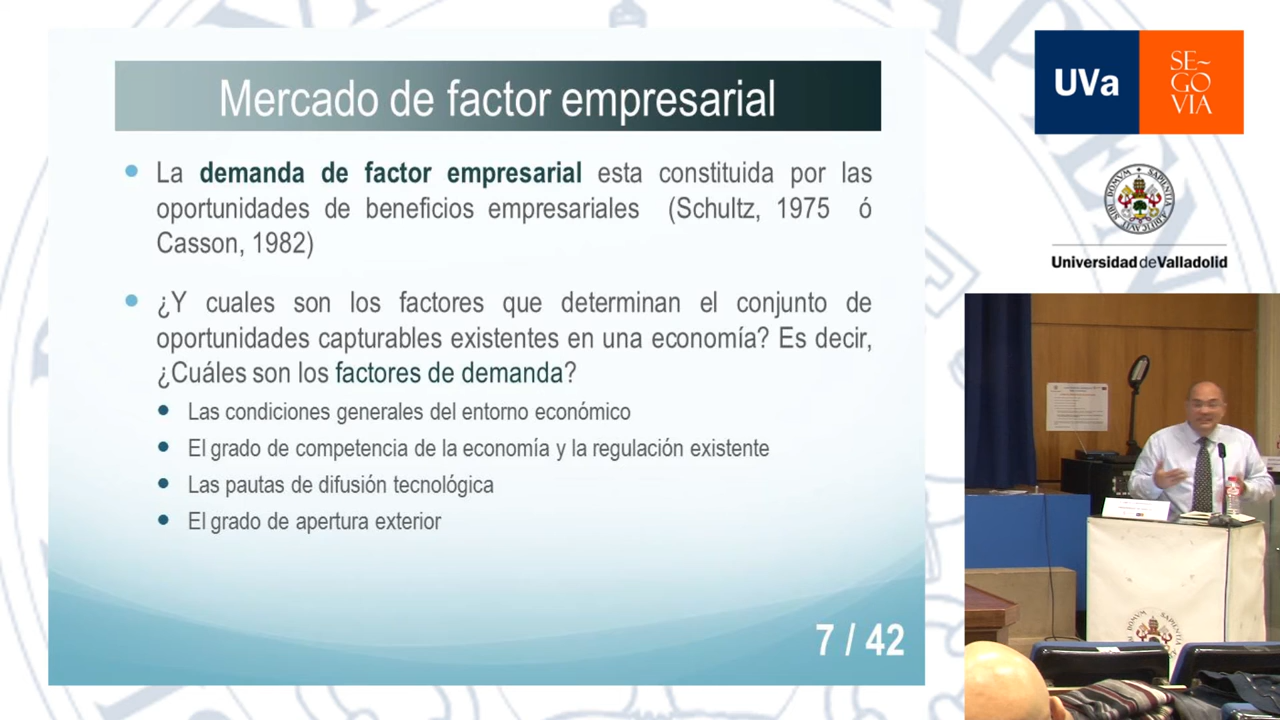 Mercado de factor empresarial
La demanda de factor empresarial esta constituida por las
oportunidades de beneficios empresariales (Schultz, 1975 ó
Casson, 1982)
¿Y cuales son los factores que determinan el conjunto de
oportunidades capturables existentes en una economía? Es decir,
¿Cuáles son los factores de demanda?
Las condiciones generales del entorno económico
El grado de competencia de la economía y la regulación existente
Las pautas de difusión tecnológica
El grado de apertura exterior
7 / 42
UVa
SE~
GO
VIA
Universidad de Valladolid